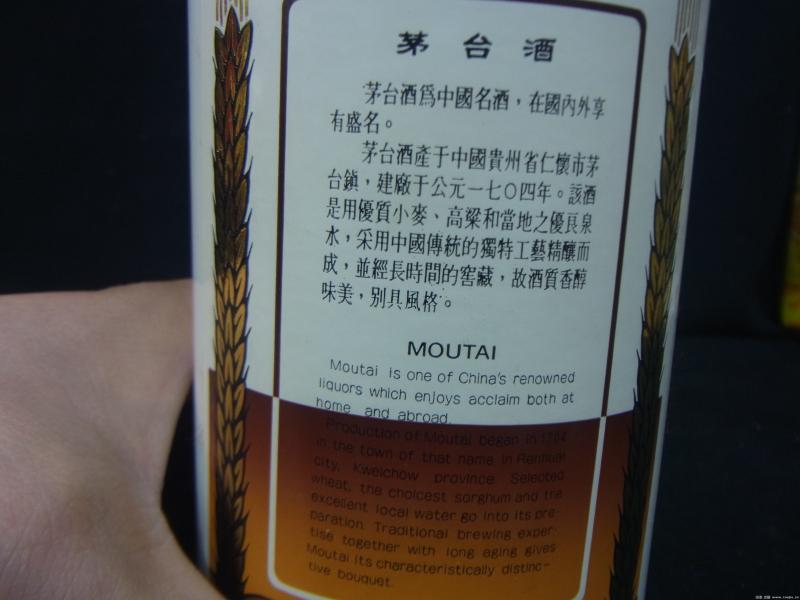 茅台酒
茅台酒爲中國名酒，在國內外享
有盛名。
茅台酒產于中國貴州省仁懷市茅
台鎮，建廠于公元一七〇四年。該酒
是用優質小麥、高粱和當地之優良泉
水，采用中國傳統的獨特工藝精釀而
成，並經長時間的窖藏，故酒質香醇
味美，别具風格。
MOUTAI
Moutai is one of China's renowned
liquors which enjoys acclaim both at
home and abroad.
Production of Moutai began in 1704
in the town of that name in Renhuai
city, Kweichow province Selected
wheat, the choicest sorghum and the
excellent local water go into its pre-
paration. Traditional brewing exper-
tise together with long aging gives
Moutai its characteristically distinc-
tive bouquet.